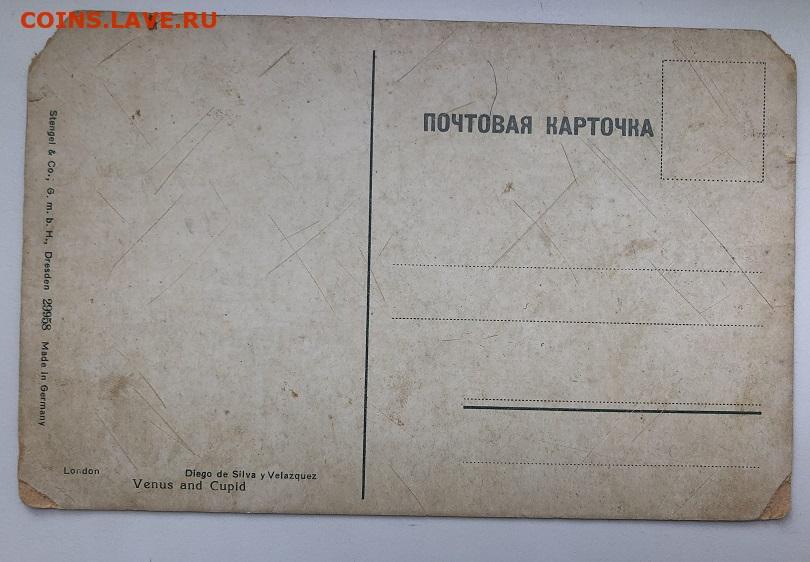 COINS.LAVE.RU
ПОЧТОВАЯ КАРТОЧКА
Stengel & Co., G. m. b. H., Dresden 29958 Made in Germany
London
Diego de Silva y Velazquez
Venus and Cupid